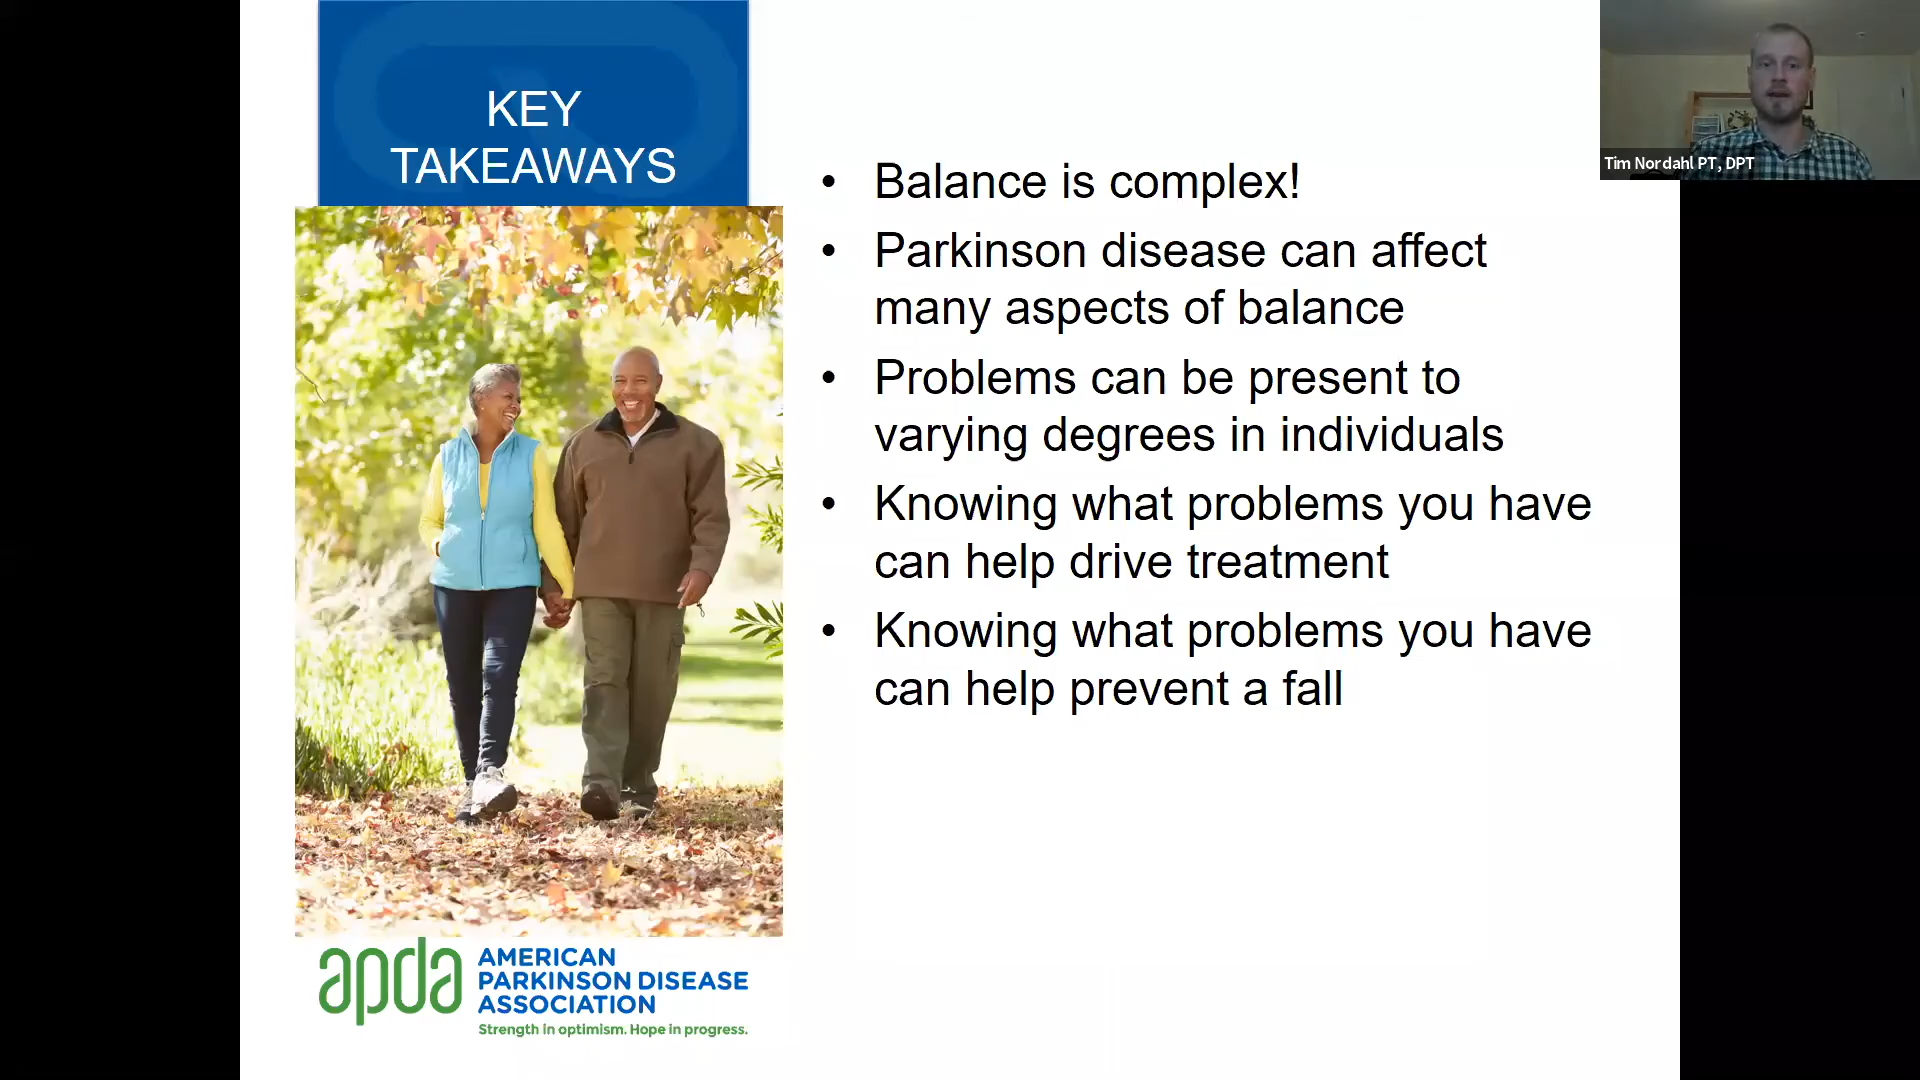 KEY
TAKEAWAYS
• Balance is complex!
• Parkinson disease can affect
many aspects of balance
• Problems can be present to
varying degrees in individuals
• Knowing what problems you have
can help drive treatment
• Knowing what problems you have
can help prevent a fall
Tim Nordahl PT, DPT
apda
AMERICAN
PARKINSON DISEASE
ASSOCIATION
Strength in optimism. Hope in progress.